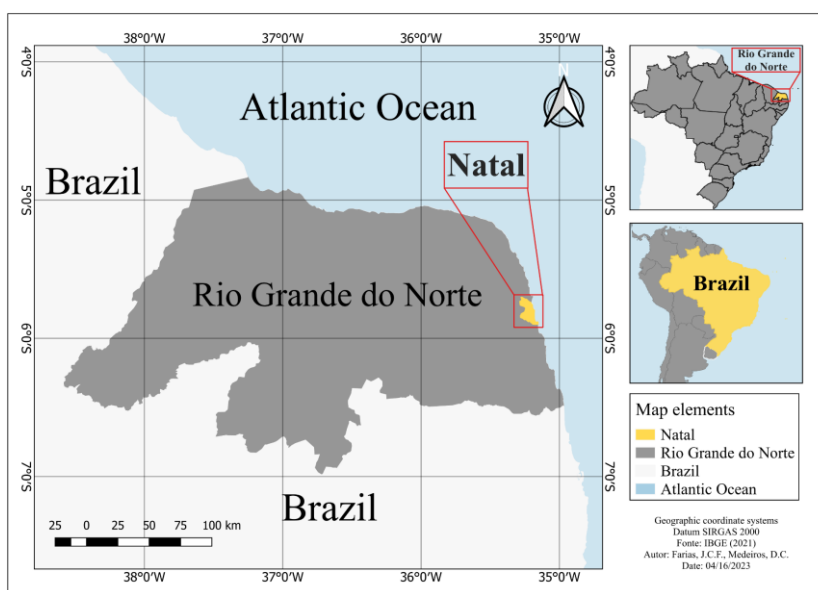 38°0'W 37°0'W 36°0'W 35°0'W
4°0'S 4°0'S
N
Atlantic Ocean
Natal
Brazil
5°0'S 5°0'S
Rio Grande do Norte
6°0'S 6°0'S
7°0'S 7°0'S
Brazil
25 0 25 50 75 100 km
38°0'W 37°0'W 36°0'W 35°0'W
Rio Grande
do Norte
Brazil
Map elements
Natal
Rio Grande do Norte
Brazil
Atlantic Ocean
Geographic coordinate systems
Datum SIRGAS 2000
Fonte: IBGE (2021)
Autor: Farias, J.C.F., Medeiros, D.C.
Date: 04/16/2023